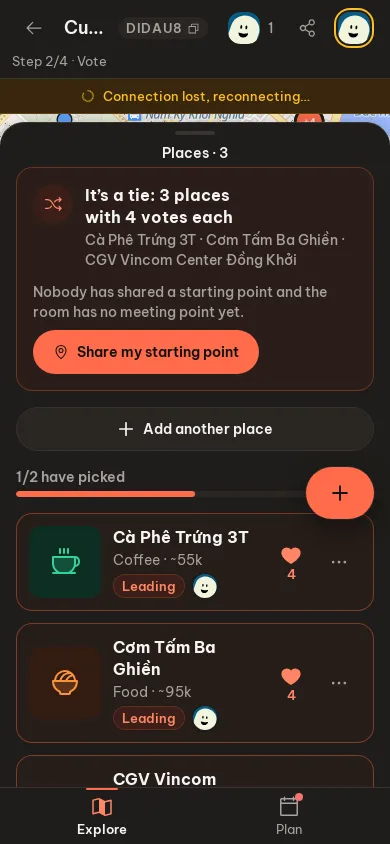 Cu...
DIDAU8
1
Step 2/4 · Vote
Connection lost, reconnecting...
Nam Kỳ Khởi Nghĩa
Places · 3
It's a tie: 3 places
with 4 votes each
Cà Phê Trứng 3T · Cơm Tấm Ba Ghiền ·
CGV Vincom Center Đồng Khởi
Nobody has shared a starting point and the
room has no meeting point yet.
Share my starting point
Add another place
1/2 have picked
Cà Phê Trứng 3T
Coffee · ~55k
Leading
4
Cơm Tấm Ba
Ghiền
Food · ~95k
Leading
4
CGV Vincom
Explore
Plan